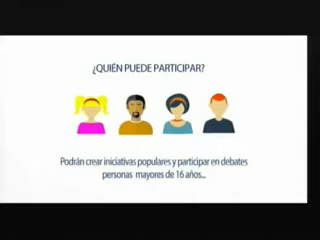 ¿QUIÉN PUEDE PARTICIPAR?
Podrán crear iniciativas populares y participar en debates
personas mayores de 16 años...